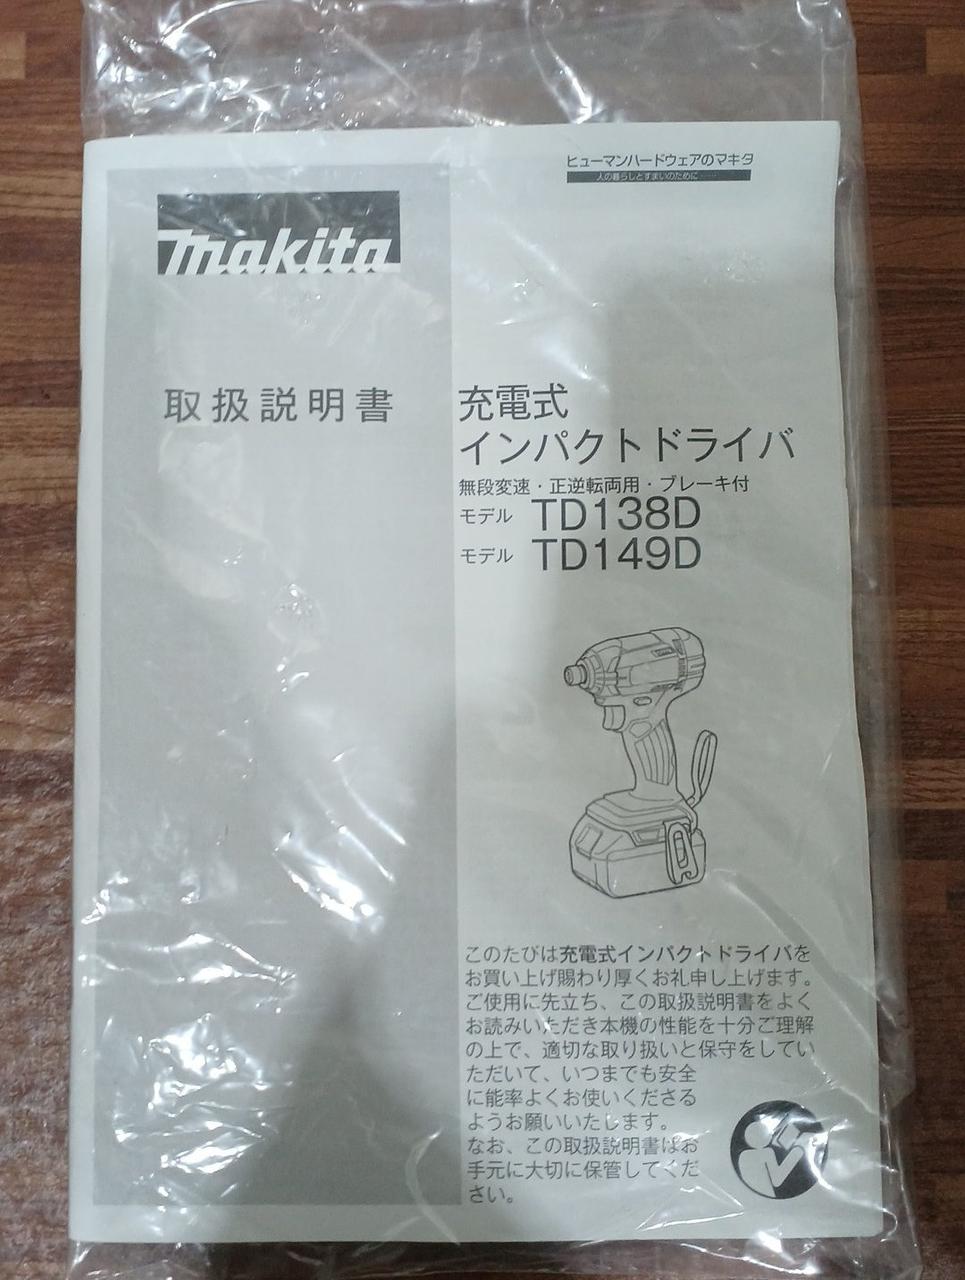 ヒューマンハードウェアのマキタ
人の暮らしとすまいのために……
makita
取扱説明書
充電式
インパクトドライバ
無段変速・正逆転両用・ブレーキ付
モデル TD138D
モデル TD149D
このたびは充電式インパクトドライバを
お買い上げ賜わり厚くお礼申し上げます。
ご使用に先立ち、この取扱説明書をよく
お読みいただき本機の性能を十分ご理解
の上で、適切な取り扱いと保守をしてい
ただいて、いつまでも安全
に能率よくお使いくださる
ようお願いいたします。
なお、この取扱説明書はお
手元に大切に保管してくだ
さい。